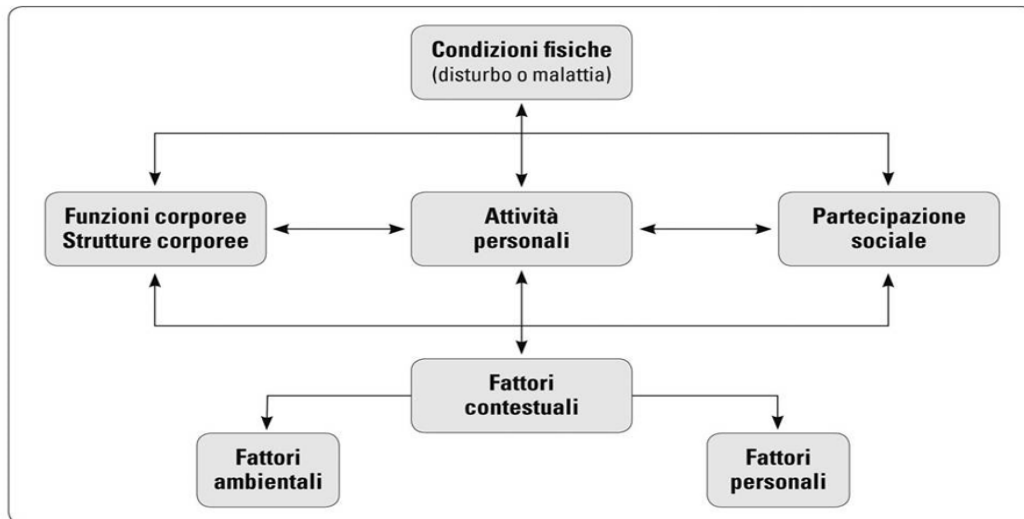 Condizioni fisiche
(disturbo o malattia)
Funzioni corporee
Strutture corporee
Attività
personali
Partecipazione
sociale
Fattori
contestuali
Fattori
ambientali
Fattori
personali